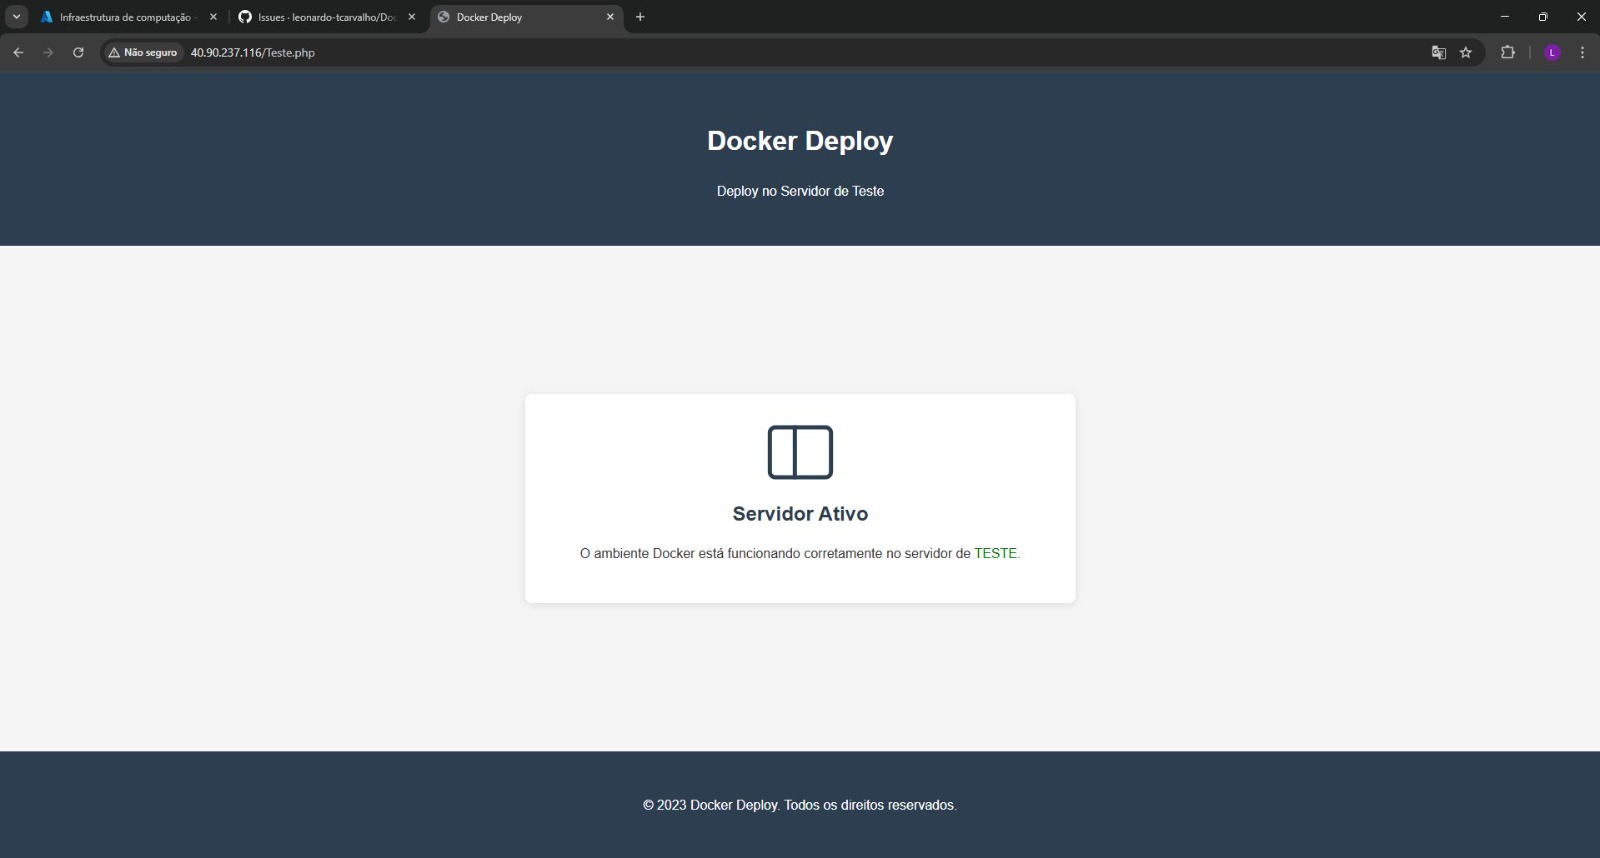 Infraestrutura de computação -
Issues · leonardo-tcarvalho/Doc
Docker Deploy
Não seguro
40.90.237.116/Teste.php
L
Docker Deploy
Deploy no Servidor de Teste
Servidor Ativo
O ambiente Docker está funcionando corretamente no servidor de TESTE.
© 2023 Docker Deploy. Todos os direitos reservados.